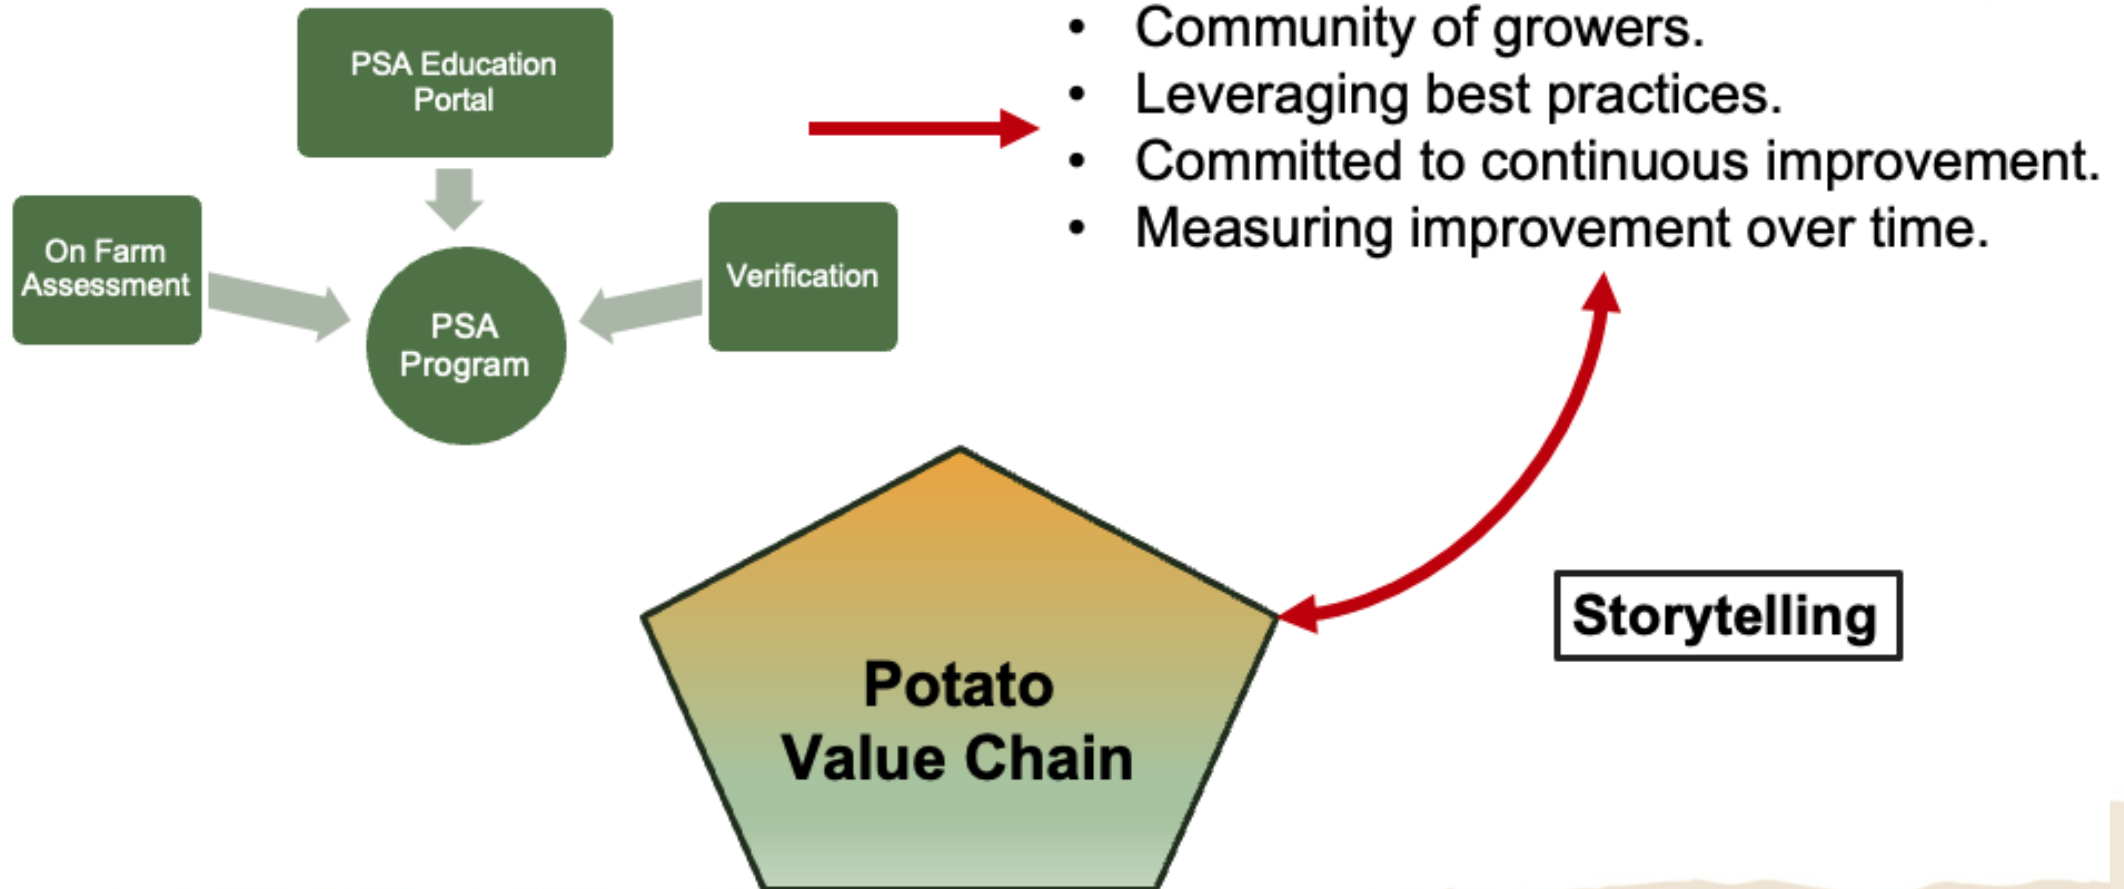 PSA Education
Portal
On Farm
Assessment
Verification
PSA
Program
• Community of growers.
• Leveraging best practices.
• Committed to continuous improvement.
• Measuring improvement over time.
Storytelling
Potato
Value Chain